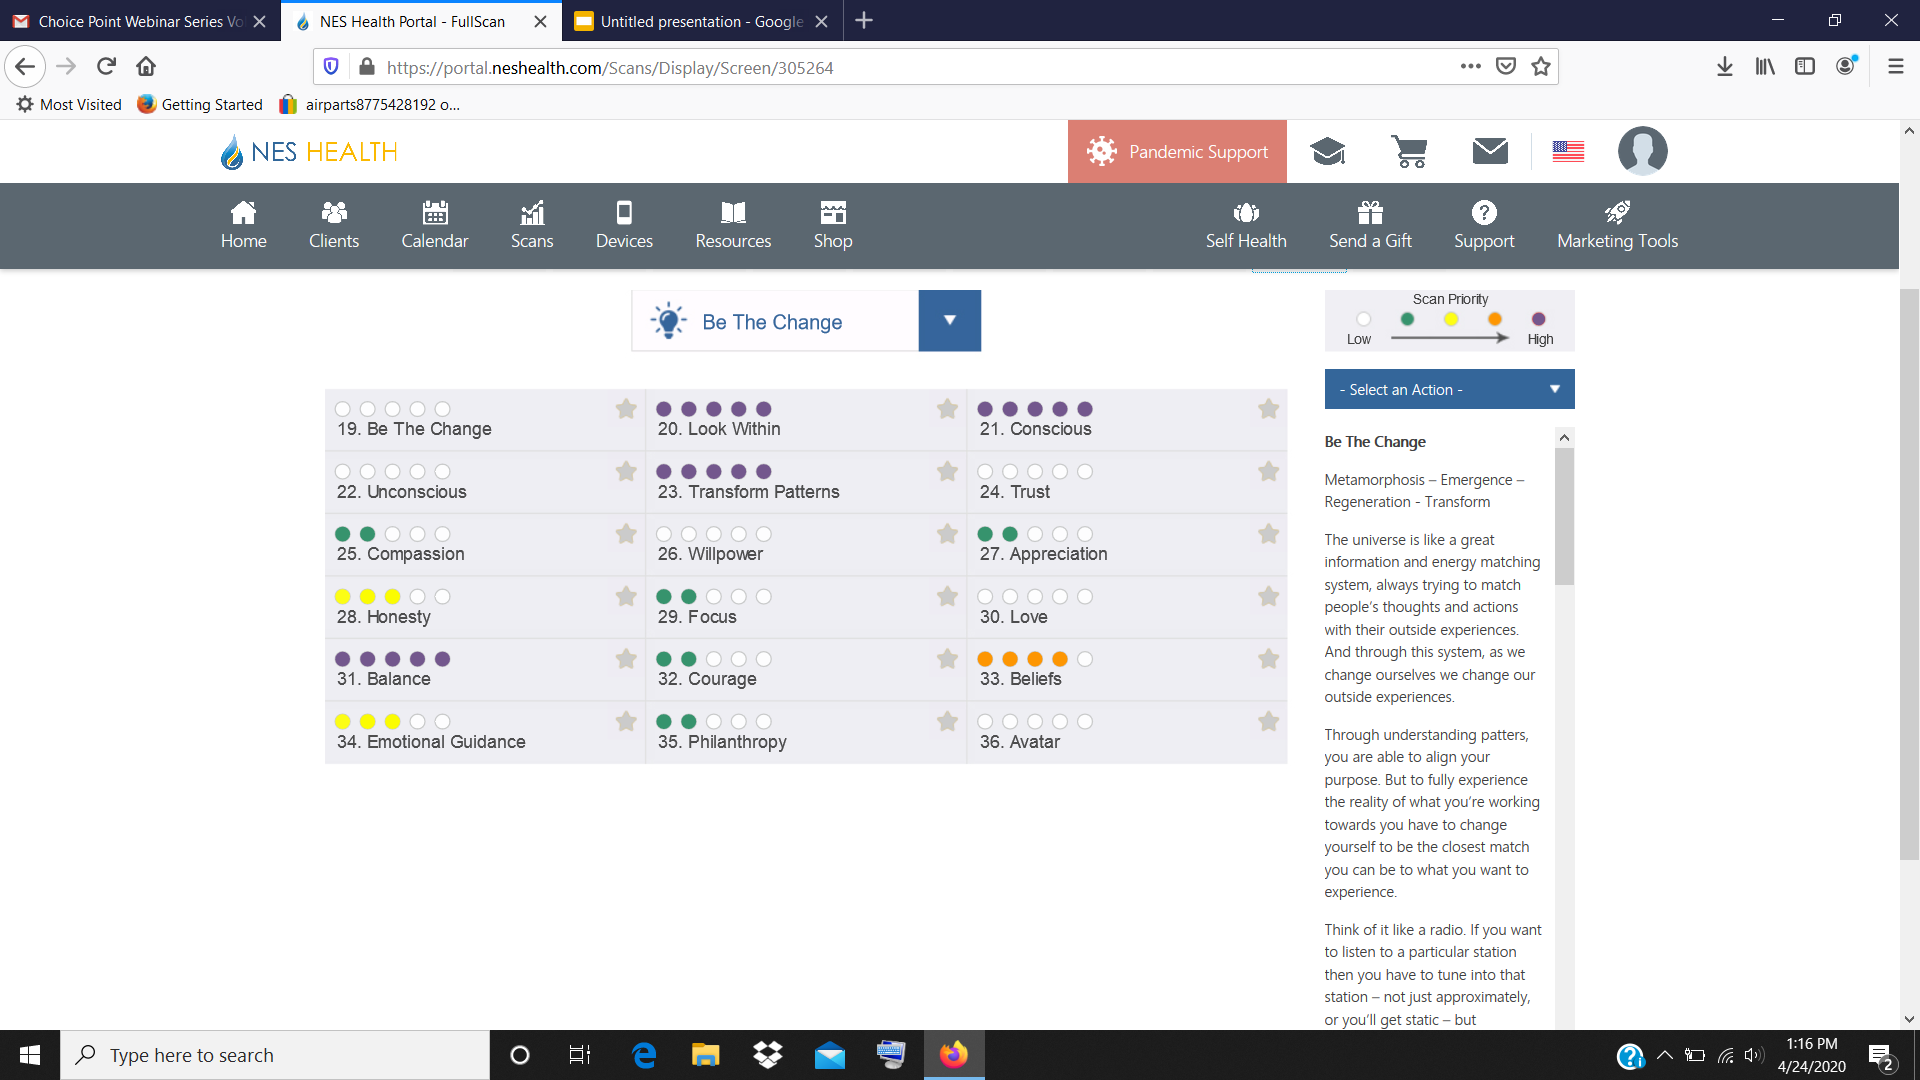 Choice Point Webinar Series Vo
NES Health Portal - FullScan
Untitled presentation - Google
https://portal.neshealth.com/Scans/Display/Screen/305264
Most Visited
Getting Started
airparts8775428192 o...
NES HEALTH
Pandemic Support
Home
Clients
Calendar
Scans
Devices
Resources
Shop
Self Health
Send a Gift
Support
Marketing Tools
Be The Change
Scan Priority
Low
High
- Select an Action -
19. Be The Change
20. Look Within
21. Conscious
22. Unconscious
23. Transform Patterns
24. Trust
25. Compassion
26. Willpower
27. Appreciation
28. Honesty
29. Focus
30. Love
31. Balance
32. Courage
33. Beliefs
34. Emotional Guidance
35. Philanthropy
36. Avatar
Be The Change
Metamorphosis – Emergence –
Regeneration - Transform
The universe is like a great
information and energy matching
system, always trying to match
people's thoughts and actions
with their outside experiences.
And through this system, as we
change ourselves we change our
outside experiences.
Through understanding patters,
you are able to align your
purpose. But to fully experience
the reality of what you're working
towards you have to change
yourself to be the closest match
you can be to what you want to
experience.
Think of it like a radio. If you want
to listen to a particular station
then you have to tune into that
station – not just approximately,
or you'll get static – but
Type here to search
1:16 PM
4/24/2020
2